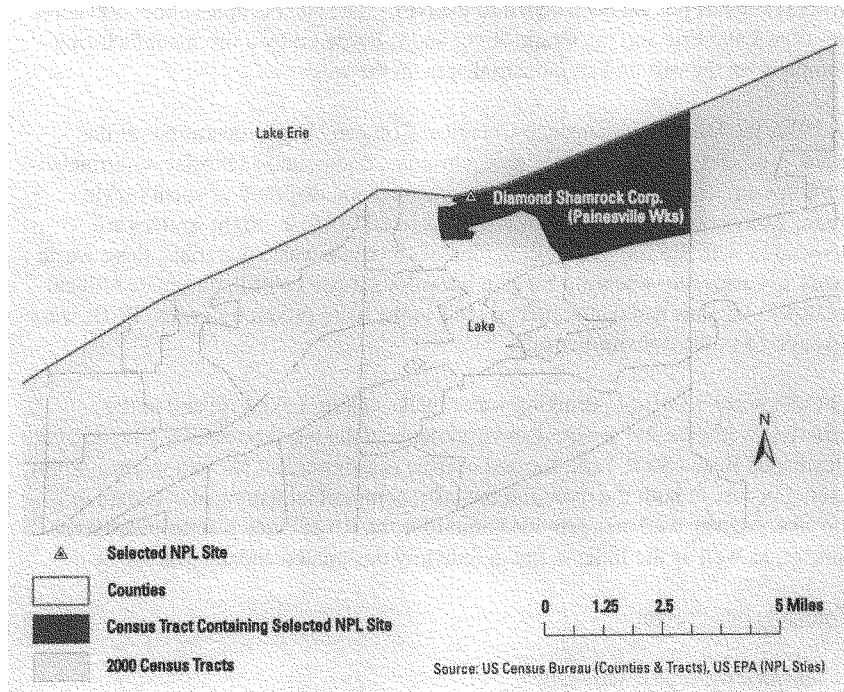 Lake Erie
Diamond Shamrock Corp.
(Painesville Wks)
Lake
N
Selected NPL Site
Counties
Census Tract Containing Selected NPL Site
2000 Census Tracts
0 1.25 2.5 5 Miles
Source: US Census Bureau (Counties & Tracts), US EPA (NPL Sties)